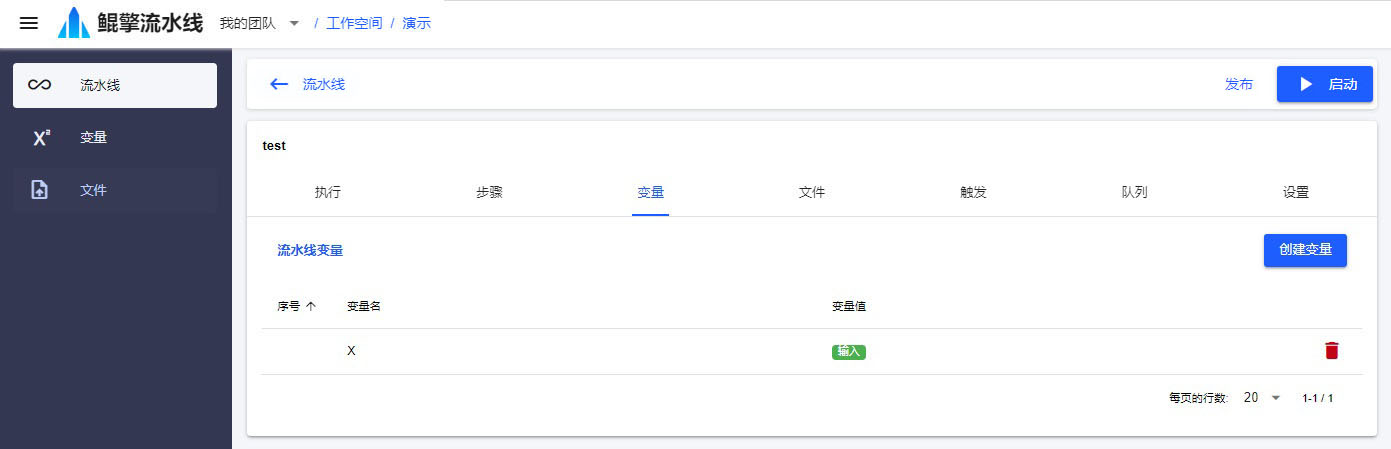 鲲擎流水线 我的团队 / 工作空间 / 演示
流水线
变量
文件
流水线 发布 启动
test
执行 步骤 变量 文件 触发 队列 设置
流水线变量 创建变量
序号 变量名 变量值
X 输入
每页的行数: 20 1-1 / 1